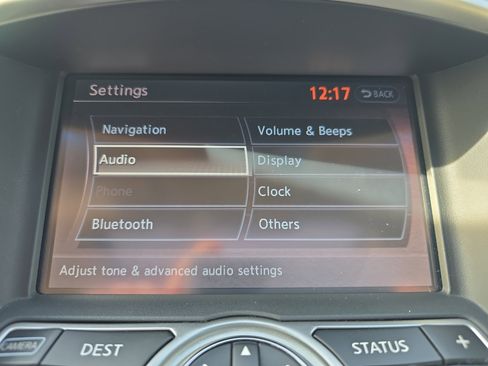 Settings 12:17 BACK
Navigation Volume & Beeps
Audio Display
Phone Clock
Bluetooth Others
Adjust tone & advanced audio settings
CAMERA DEST STATUS +